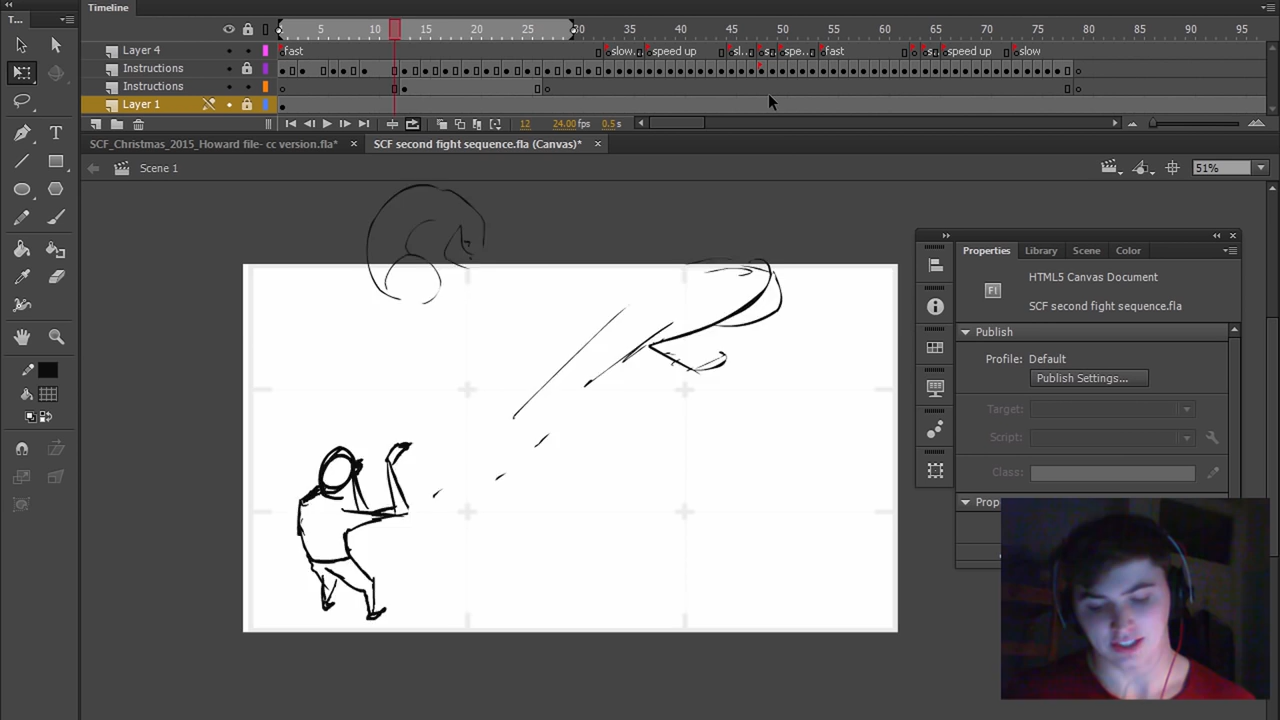 T...
Timeline
5 10 15 20 25 30 35 40 45 50 55 60 65 70 75 80 85 90 95
Layer 4
fast slow... speed up sl... s... spe... fast s... speed up slow
Instructions
Instructions
Layer 1
12 24.00 fps 0.5 s
SCF_Christmas_2015_Howard file- cc version.fla* × SCF second fight sequence.fla (Canvas)* ×
Scene 1 51%
T
Properties Library Scene Color
Fl
HTML5 Canvas Document
SCF second fight sequence.fla
Publish
Profile: Default
Publish Settings...
Target:
Script:
Class:
Prop